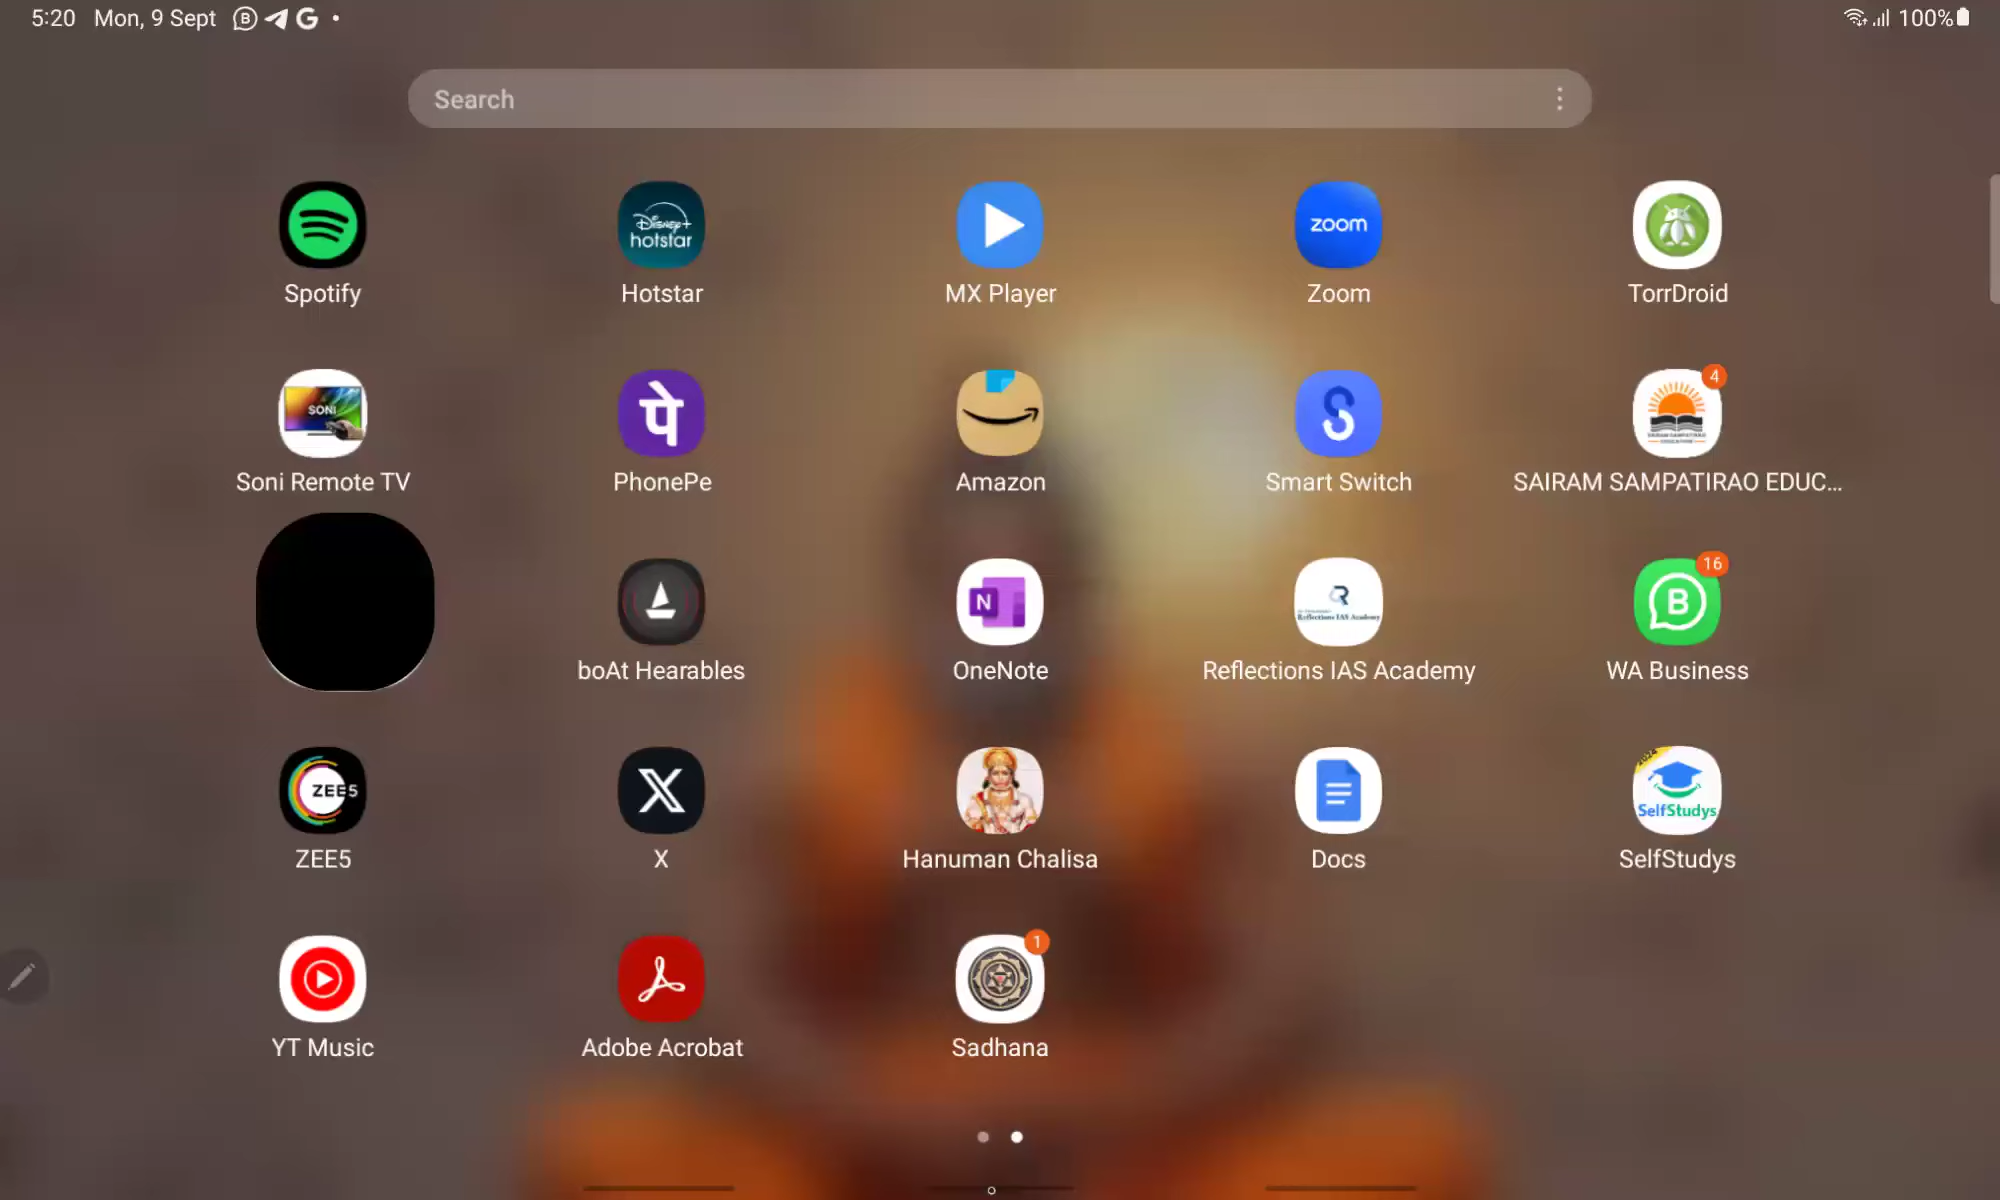 5:20 Mon, 9 Sept 100%
Search
Disney+
hotstar
zoom
Spotify Hotstar MX Player Zoom TorrDroid
4
SONI
पे
Soni Remote TV PhonePe Amazon Smart Switch SAIRAM SAMPATIRAO EDUC...
16
N
Reflections IAS Academy
B
boAt Hearables OneNote Reflections IAS Academy WA Business
ZEE5
X
SelfStudys
ZEE5 X Hanuman Chalisa Docs SelfStudys
1
YT Music Adobe Acrobat Sadhana